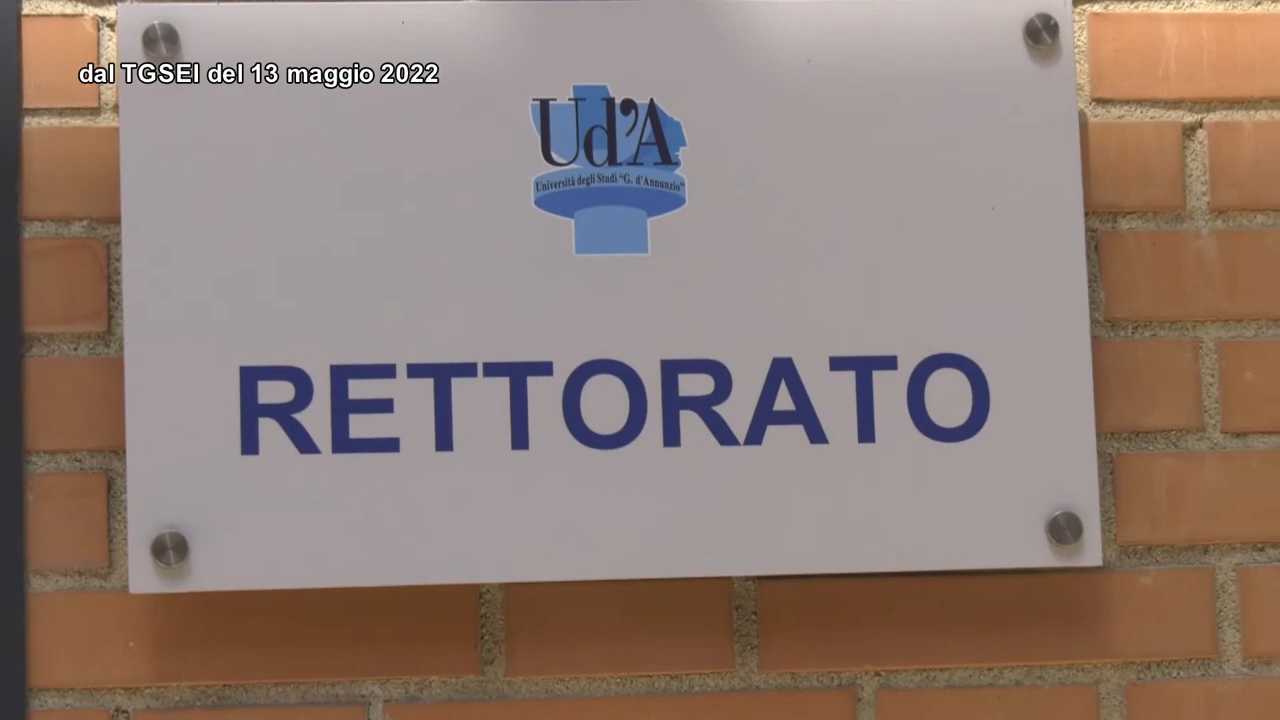 dal TGSEI del 13 maggio 2022
Ud'A
Università degli Studi "G. d'Annunzio"
RETTORATO